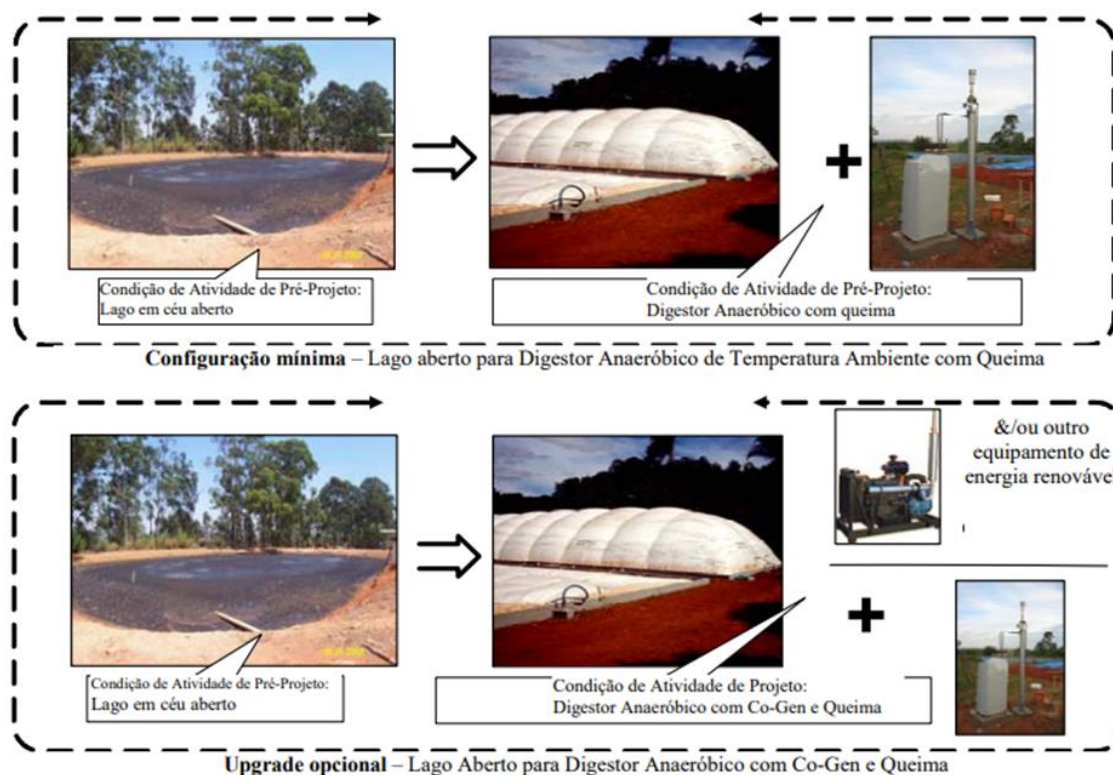 Condição de Atividade de Pré-Projeto:
Lago em céu aberto
Condição de Atividade de Pré-Projeto:
Digestor Anaeróbico com queima
Configuração mínima – Lago aberto para Digestor Anaeróbico de Temperatura Ambiente com Queima
&/ou outro
equipamento de
energia renováve
Condição de Atividade de Pré-Projeto:
Lago em céu aberto
Condição de Atividade de Projeto:
Digestor Anaeróbico com Co-Gen e Queima
Upgrade opcional – Lago Aberto para Digestor Anaeróbico com Co-Gen e Queima